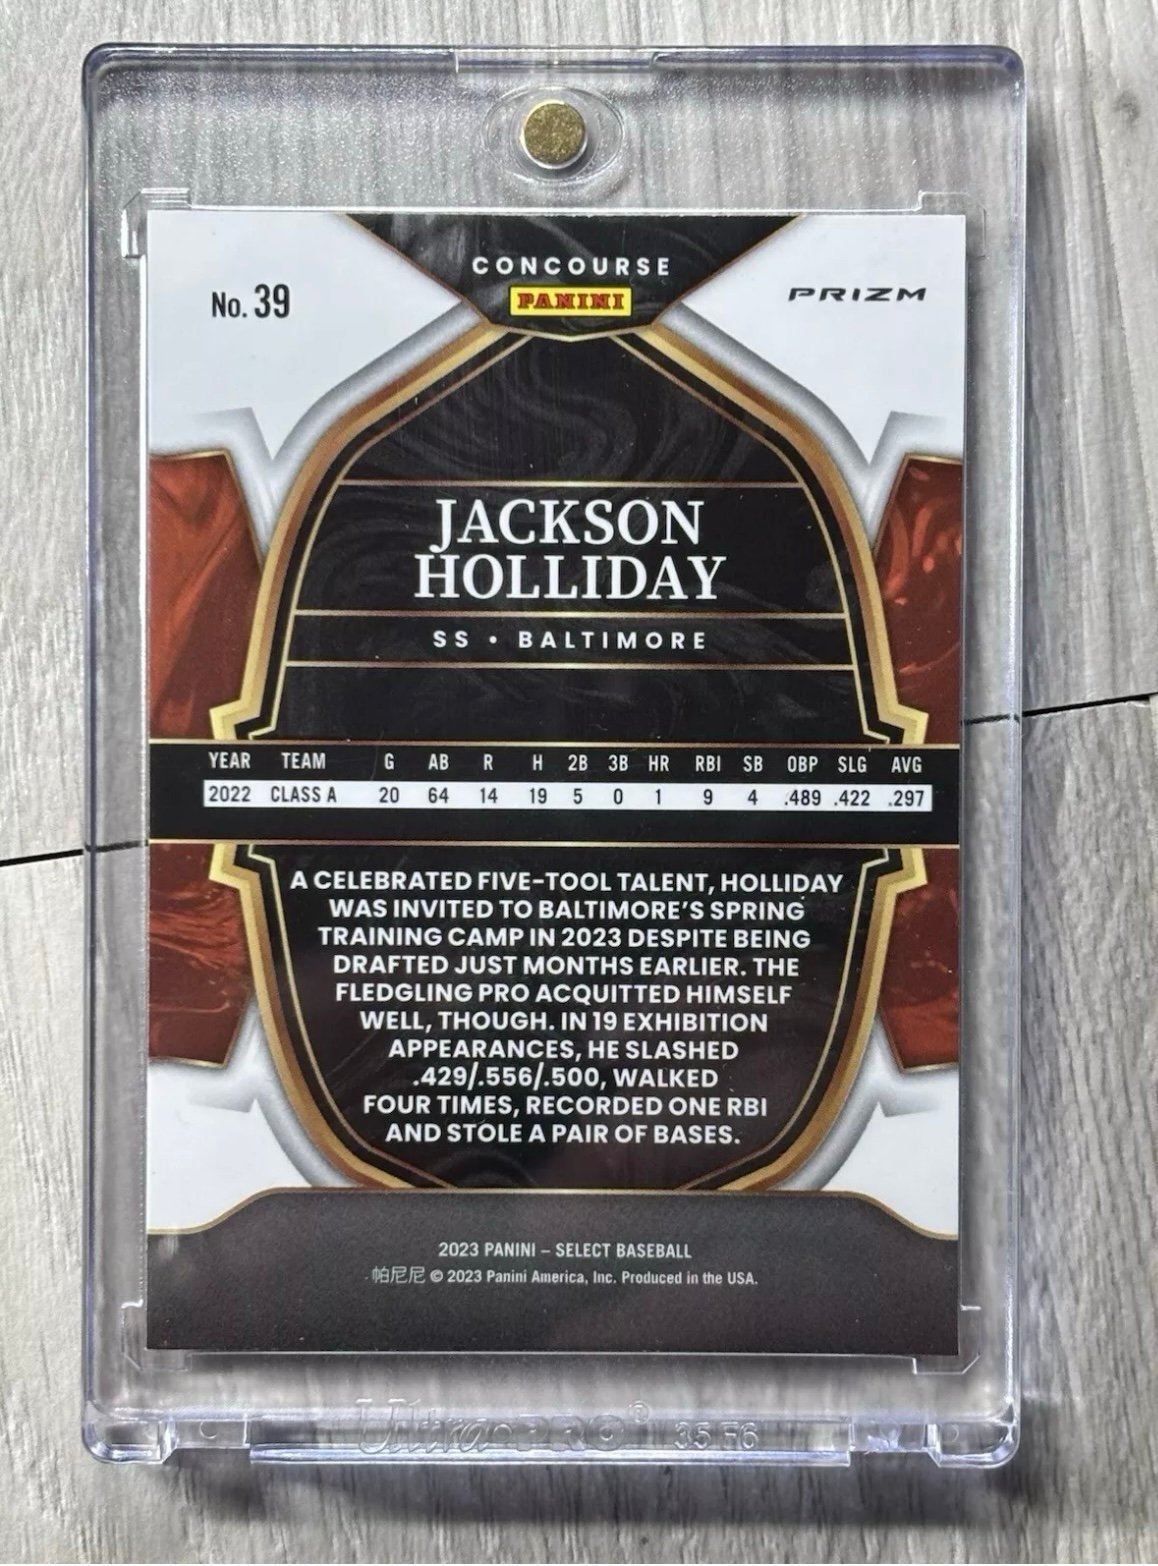 CONCOURSE
PANINI
No. 39
PRIZM
JACKSON
HOLLIDAY
SS • BALTIMORE
YEAR TEAM G AB R H 2B 3B HR RBI SB OBP SLG AVG
2022 CLASS A 20 64 14 19 5 0 1 9 4 .489 .422 .297
A CELEBRATED FIVE-TOOL TALENT, HOLLIDAY
WAS INVITED TO BALTIMORE'S SPRING
TRAINING CAMP IN 2023 DESPITE BEING
DRAFTED JUST MONTHS EARLIER. THE
FLEDGLING PRO ACQUITTED HIMSELF
WELL, THOUGH. IN 19 EXHIBITION
APPEARANCES, HE SLASHED
.429/.556/.500, WALKED
FOUR TIMES, RECORDED ONE RBI
AND STOLE A PAIR OF BASES.
2023 PANINI – SELECT BASEBALL
帕尼尼 © 2023 Panini America, Inc. Produced in the USA.
Ultra•PRO®